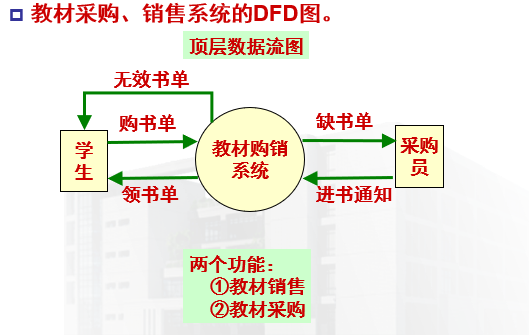 教材采购、销售系统的DFD图。
顶层数据流图
无效书单
购书单
缺书单
学
生
教材购销
系统
采购
员
领书单
进书通知
两个功能：
①教材销售
②教材采购